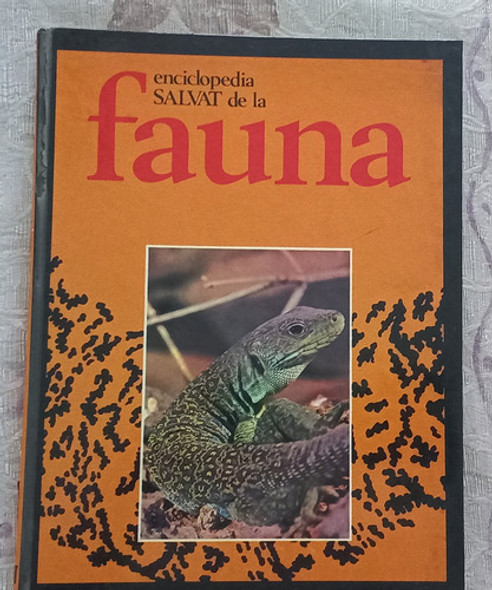 enciclopedia
SALVAT de la
fauna